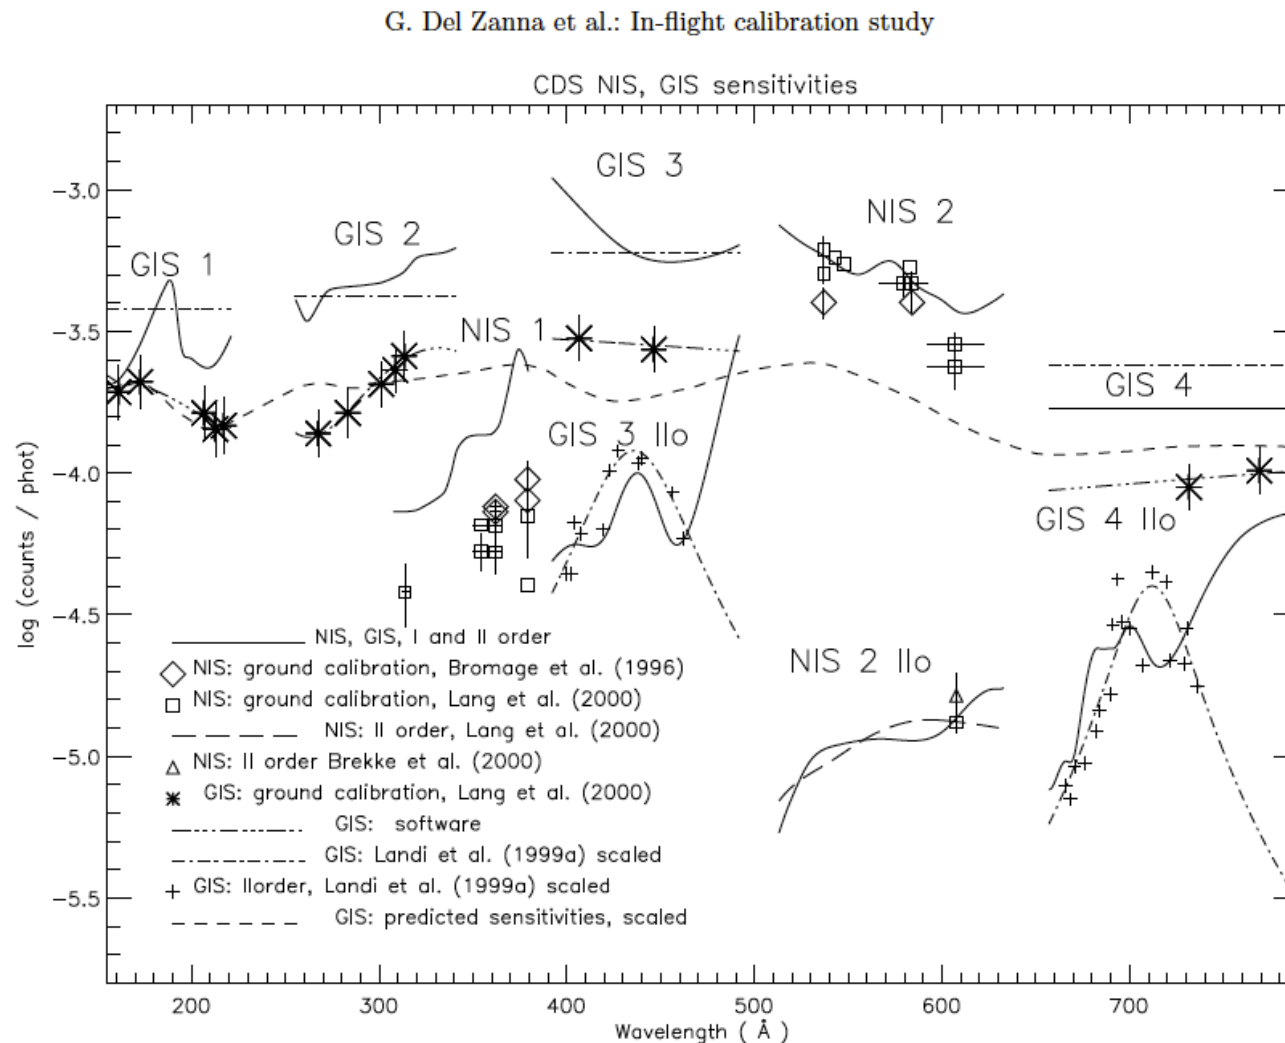 G. Del Zanna et al.: In-flight calibration study
CDS NIS, GIS sensitivities
log (counts / phot)
-3.0
-3.5
-4.0
-4.5
-5.0
-5.5
GIS 1
GIS 2
GIS 3
NIS 2
NIS 1
GIS 4
GIS 3 IIo
GIS 4 IIo
NIS 2 IIo
NIS, GIS, I and II order
NIS: ground calibration, Bromage et al. (1996)
NIS: ground calibration, Lang et al. (2000)
NIS: II order, Lang et al. (2000)
NIS: II order Brekke et al. (2000)
GIS: ground calibration, Lang et al. (2000)
GIS: software
GIS: Landi et al. (1999a) scaled
GIS: IIorder, Landi et al. (1999a) scaled
GIS: predicted sensitivities, scaled
200 300 400 500 600 700
Wavelength ( Å )